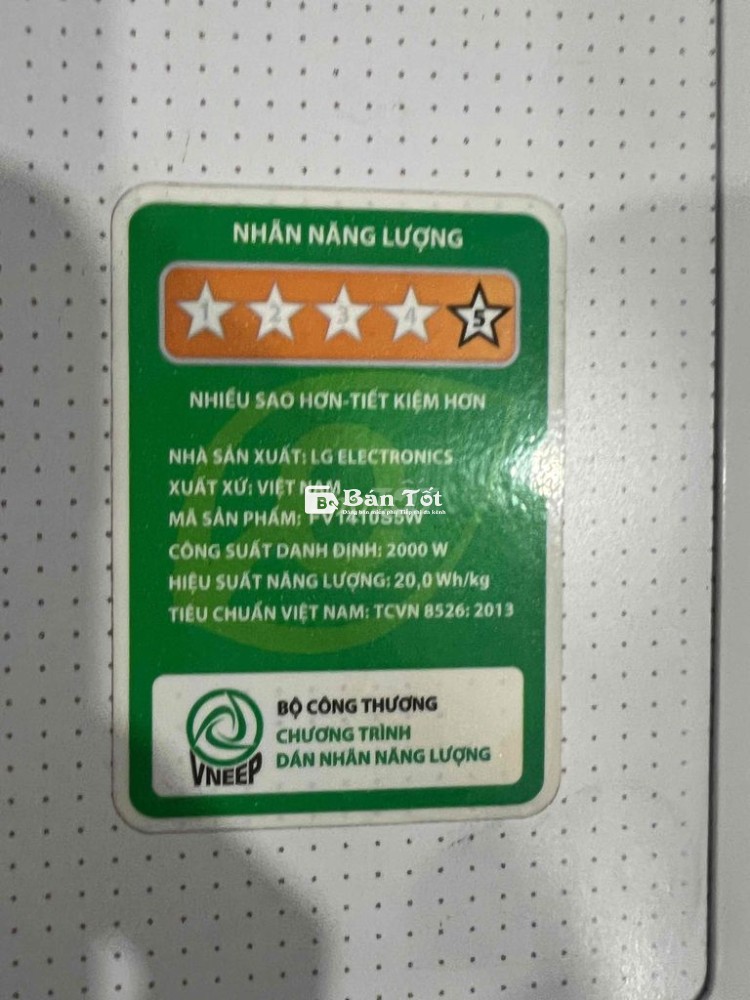 NHÃN NĂNG LƯỢNG
1 2 3 4 5
NHIỀU SAO HƠN-TIẾT KIỆM HƠN
NHÀ SẢN XUẤT: LG ELECTRONICS
XUẤT XỨ: VIỆT NAM
Bán Tốt
MÃ SẢN PHẨM: FV1410S5W
CÔNG SUẤT DANH ĐỊNH: 2000 W
HIỆU SUẤT NĂNG LƯỢNG: 20,0 Wh/kg
TIÊU CHUẨN VIỆT NAM: TCVN 8526: 2013
BỘ CÔNG THƯƠNG
CHƯƠNG TRÌNH
DÁN NHÃN NĂNG LƯỢNG
VNEEP